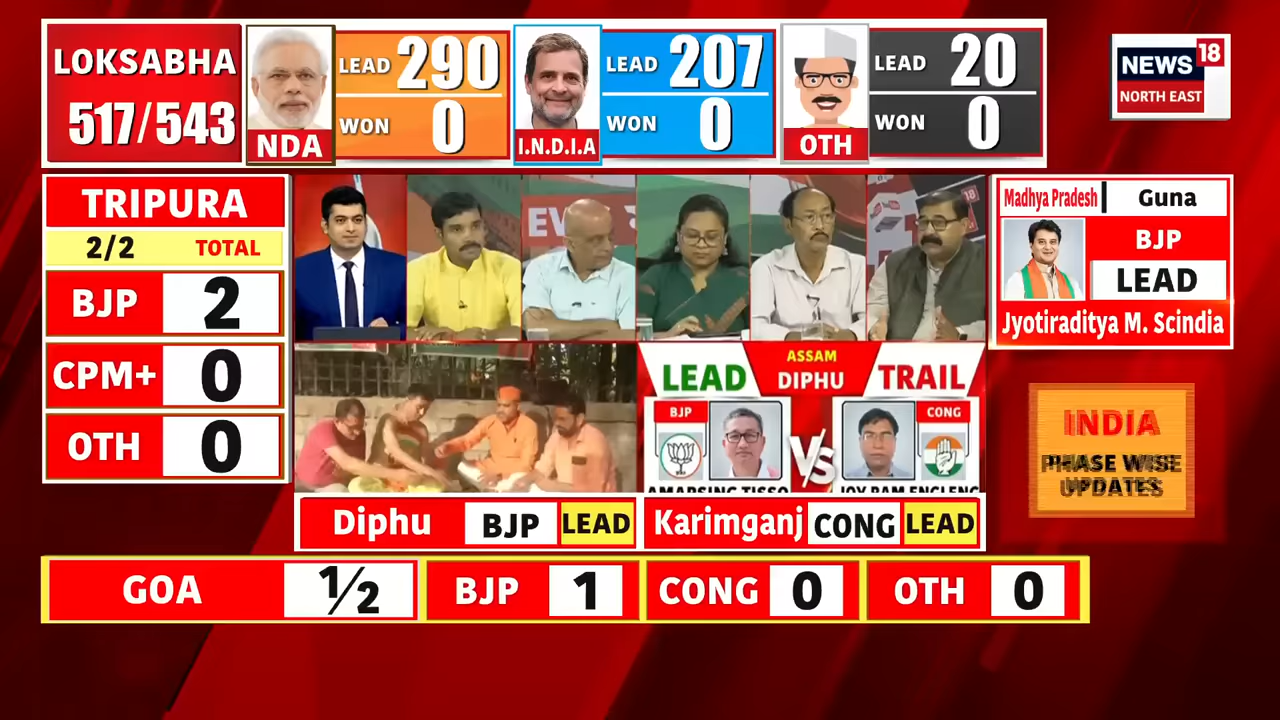 LOKSABHA
517/543
NDA
LEAD 290
WON 0
I.N.D.I.A
LEAD 207
WON 0
OTH
LEAD 20
WON 0
NEWS 18
NORTH EAST
TRIPURA
2/2 TOTAL
BJP 2
CPM+ 0
OTH 0
Madhya Pradesh Guna
BJP
LEAD
Jyotiraditya M. Scindia
LEAD
ASSAM
DIPHU
TRAIL
BJP
VS
CONG
INDIA
PHASE WISE
UPDATES
Diphu BJP LEAD
Karimganj CONG LEAD
GOA 1/2
BJP 1
CONG 0
OTH 0